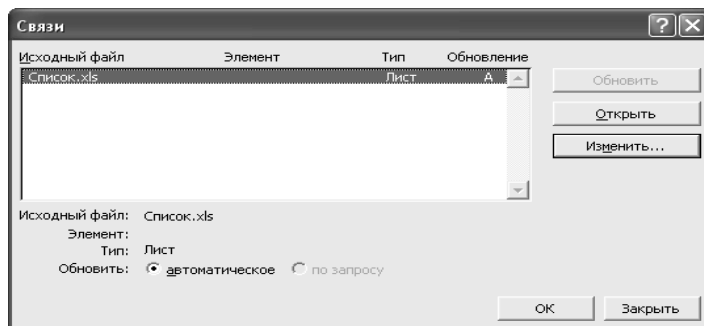 Связи
Исходный файл Элемент Тип Обновление
Список.xls Лист А
Обновить
Открыть
Изменить...
Исходный файл: Список.xls
Элемент:
Тип: Лист
Обновить: автоматическое по запросу
OK Закрыть